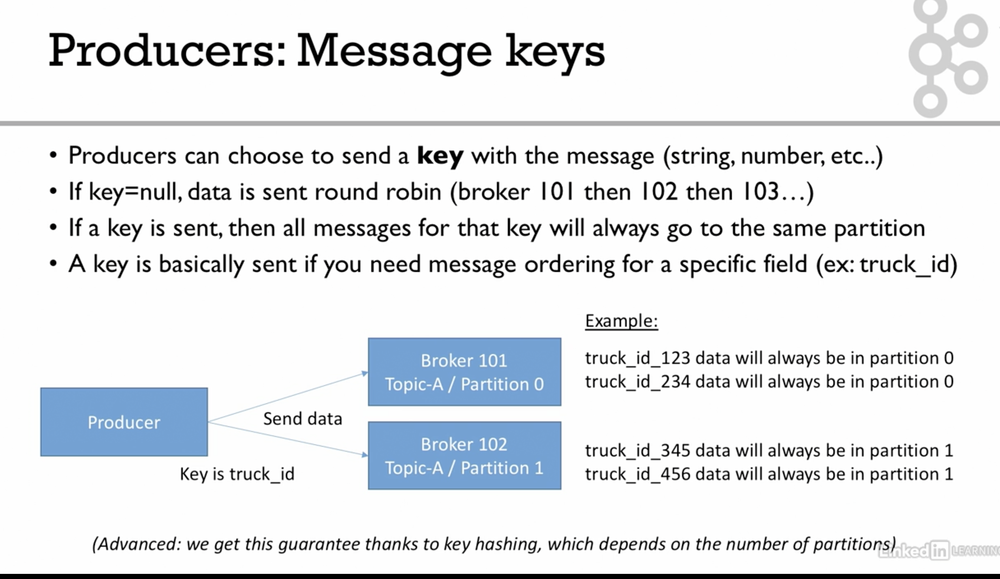 Producers: Message keys
• Producers can choose to send a key with the message (string, number, etc..)
• If key=null, data is sent round robin (broker 101 then 102 then 103...)
• If a key is sent, then all messages for that key will always go to the same partition
• A key is basically sent if you need message ordering for a specific field (ex: truck_id)
Example:
Broker 101
Topic-A / Partition 0
truck_id_123 data will always be in partition 0
truck_id_234 data will always be in partition 0
Producer
Send data
Key is truck_id
Broker 102
Topic-A / Partition 1
truck_id_345 data will always be in partition 1
truck_id_456 data will always be in partition 1
(Advanced: we get this guarantee thanks to key hashing, which depends on the number of partitions)
Linked in LEARNING